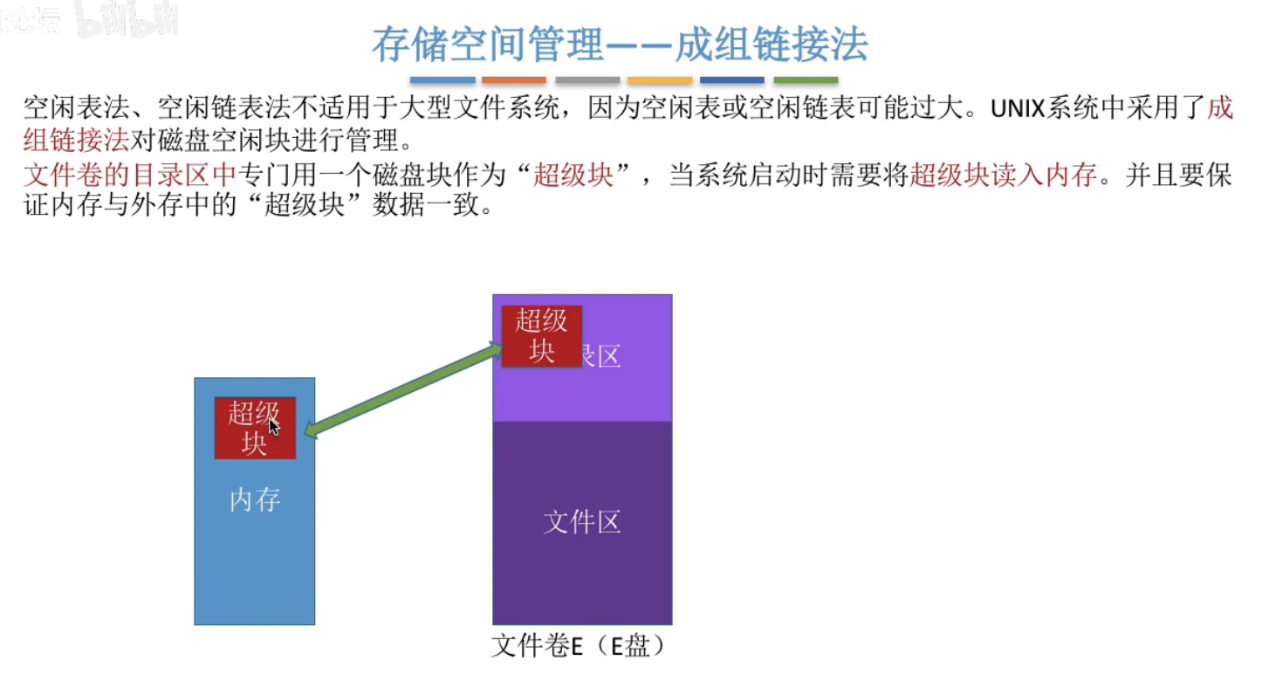 论坛 bilibili
存储空间管理——成组链接法
空闲表法、空闲链表法不适用于大型文件系统，因为空闲表或空闲链表可能过大。UNIX系统中采用了成
组链接法对磁盘空闲块进行管理。
文件卷的目录区中专门用一个磁盘块作为“超级块”，当系统启动时需要将超级块读入内存。并且要保
证内存与外存中的“超级块”数据一致。
超级
块
录区
超级
块
内存
文件区
文件卷E（E盘）